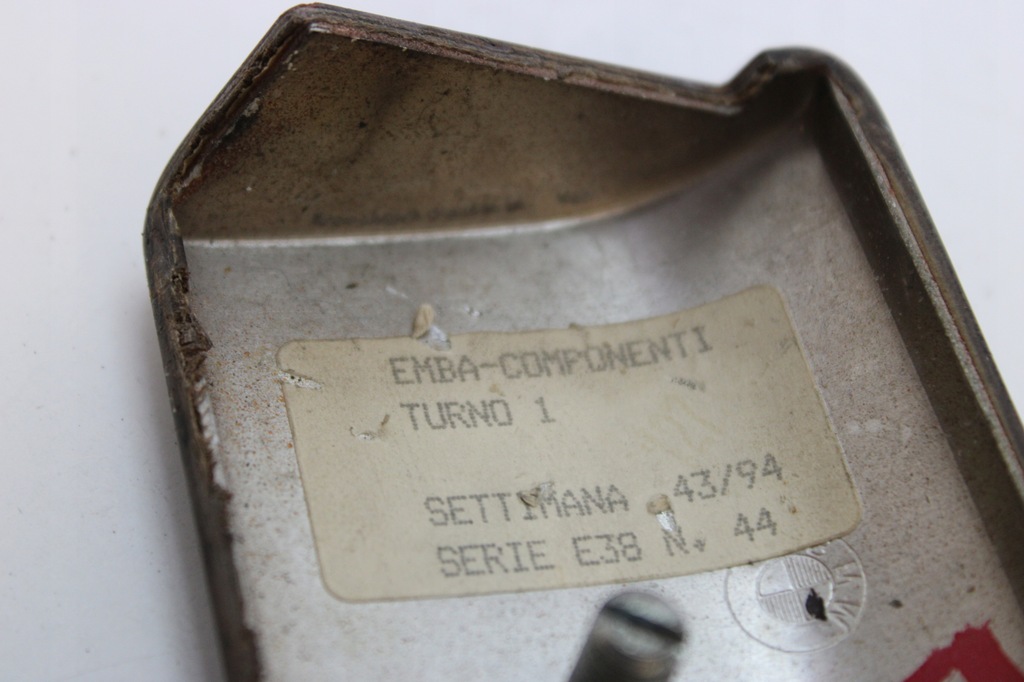 EMBA-COMPONENTI
TURNO 1
SETTIMANA 43/94
SERIE E38 N. 44